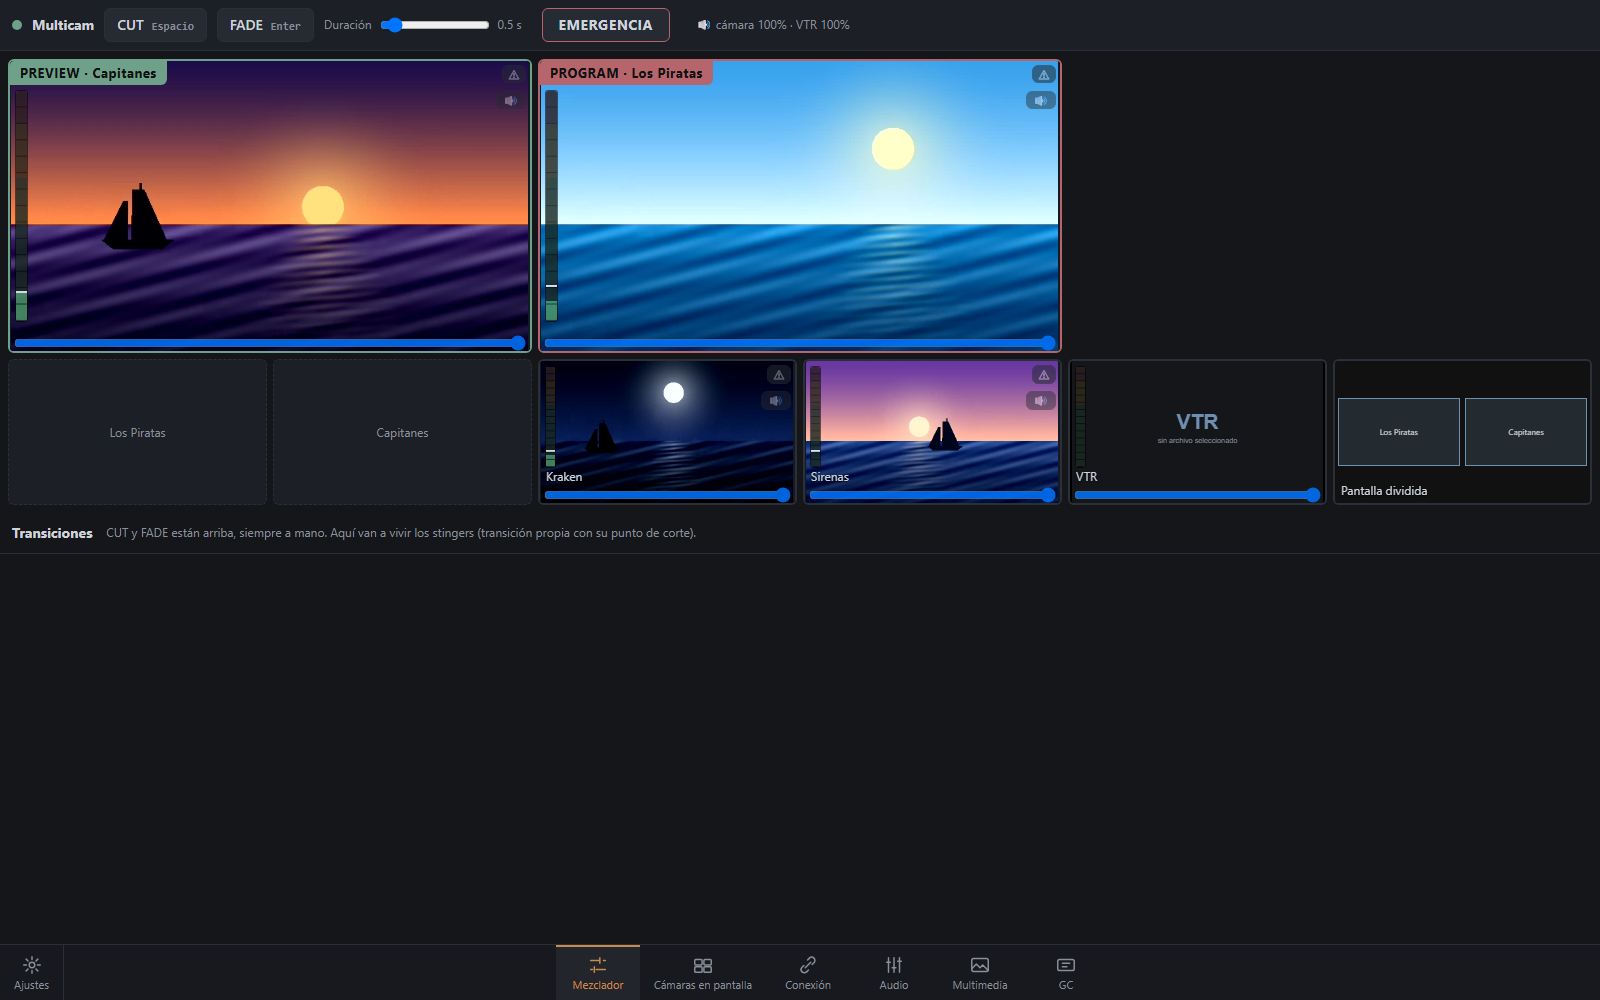 Multicam
CUT Espacio
FADE Enter
Duración
0.5 s
EMERGENCIA
cámara 100% · VTR 100%
PREVIEW · Capitanes
PROGRAM · Los Piratas
Los Piratas
Capitanes
Kraken
Sirenas
VTR
sin archivo seleccionado
VTR
Los Piratas
Capitanes
Pantalla dividida
Transiciones
CUT y FADE están arriba, siempre a mano. Aquí van a vivir los stingers (transición propia con su punto de corte).
Ajustes
Mezclador
Cámaras en pantalla
Conexión
Audio
Multimedia
GC